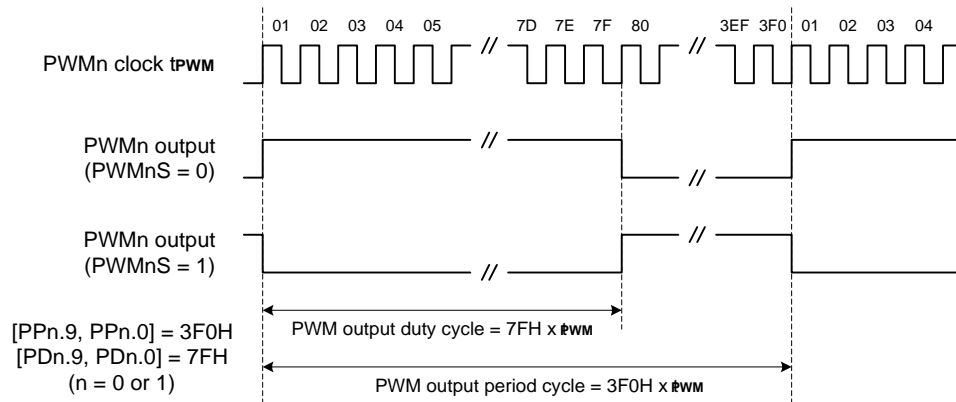 01 02 03 04 05 // 7D 7E 7F 80 // 3EF 3F0 01 02 03 04
PWMn clock tPWM
PWMn output
(PWMnS = 0)
// //
PWMn output
(PWMnS = 1)
// //
PWM output duty cycle = 7FH x tPWM
[PPn.9, PPn.0] = 3F0H
[PDn.9, PDn.0] = 7FH
(n = 0 or 1)
PWM output period cycle = 3F0H x tPWM